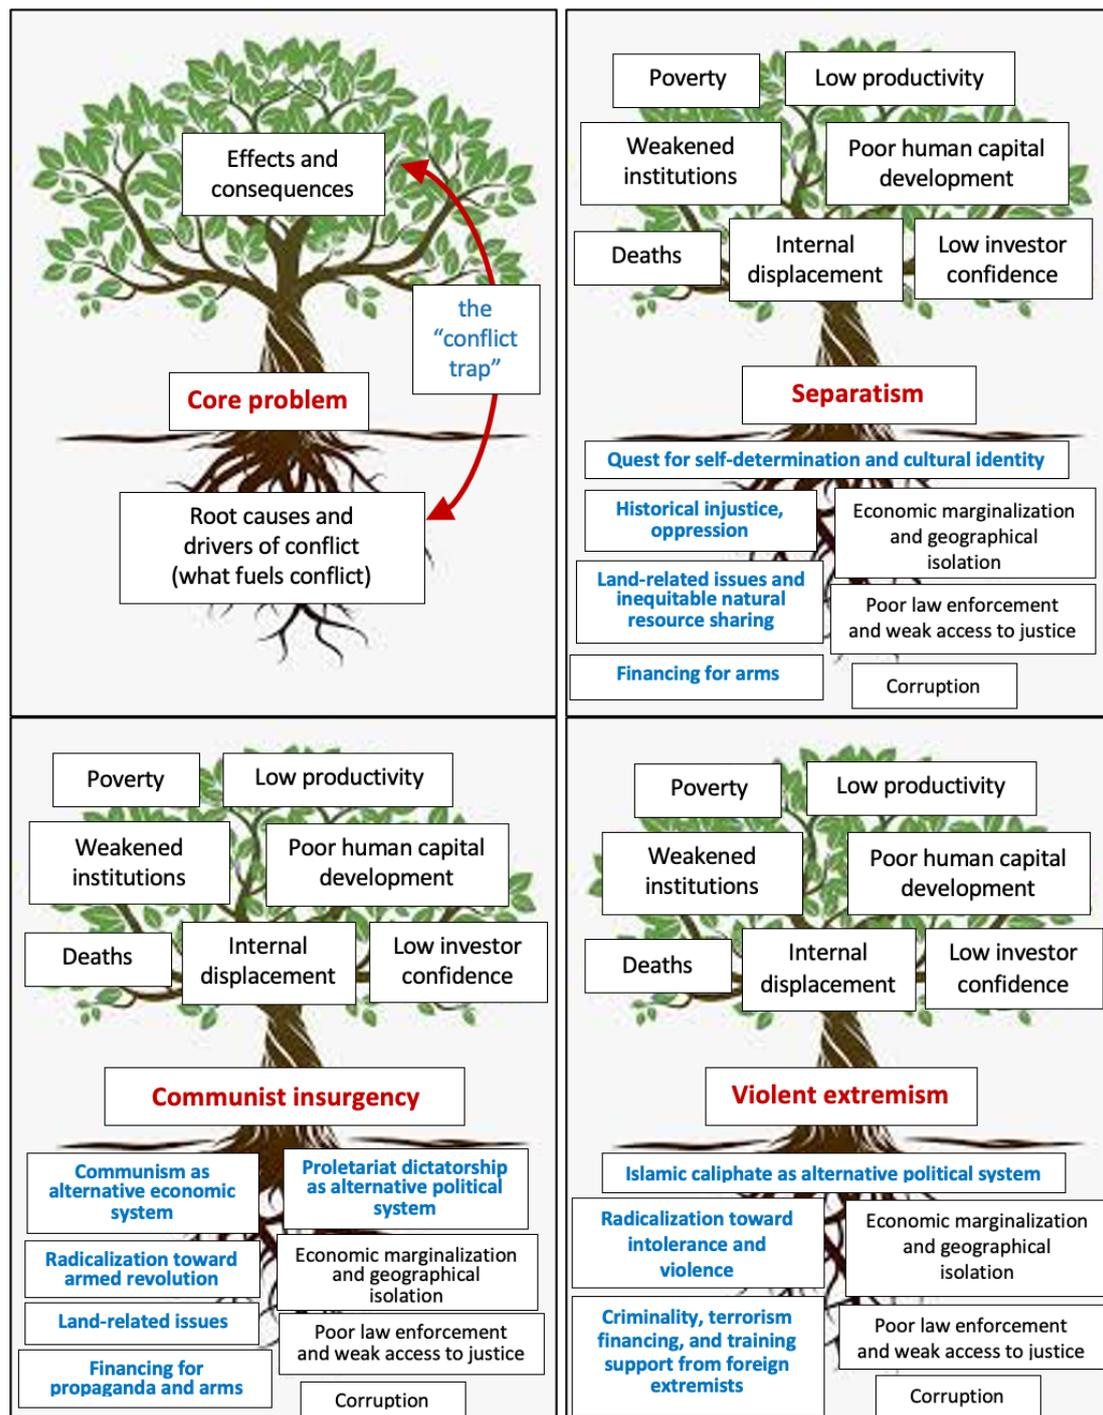 Effects and
consequences
the
“conflict
trap”
Core problem
Root causes and
drivers of conflict
(what fuels conflict)
Poverty
Low productivity
Weakened
institutions
Poor human capital
development
Deaths
Internal
displacement
Low investor
confidence
Separatism
Quest for self-determination and cultural identity
Historical injustice,
oppression
Economic marginalization
and geographical
isolation
Land-related issues and
inequitable natural
resource sharing
Poor law enforcement
and weak access to justice
Financing for arms
Corruption
Poverty
Low productivity
Weakened
institutions
Poor human capital
development
Deaths
Internal
displacement
Low investor
confidence
Communist insurgency
Communism as
alternative economic
system
Proletariat dictatorship
as alternative political
system
Radicalization toward
armed revolution
Economic marginalization
and geographical
isolation
Land-related issues
Poor law enforcement
and weak access to justice
Financing for
propaganda and arms
Corruption
Poverty
Low productivity
Weakened
institutions
Poor human capital
development
Deaths
Internal
displacement
Low investor
confidence
Violent extremism
Islamic caliphate as alternative political system
Radicalization toward
intolerance and
violence
Economic marginalization
and geographical
isolation
Criminality, terrorism
financing, and training
support from foreign
extremists
Poor law enforcement
and weak access to justice
Corruption